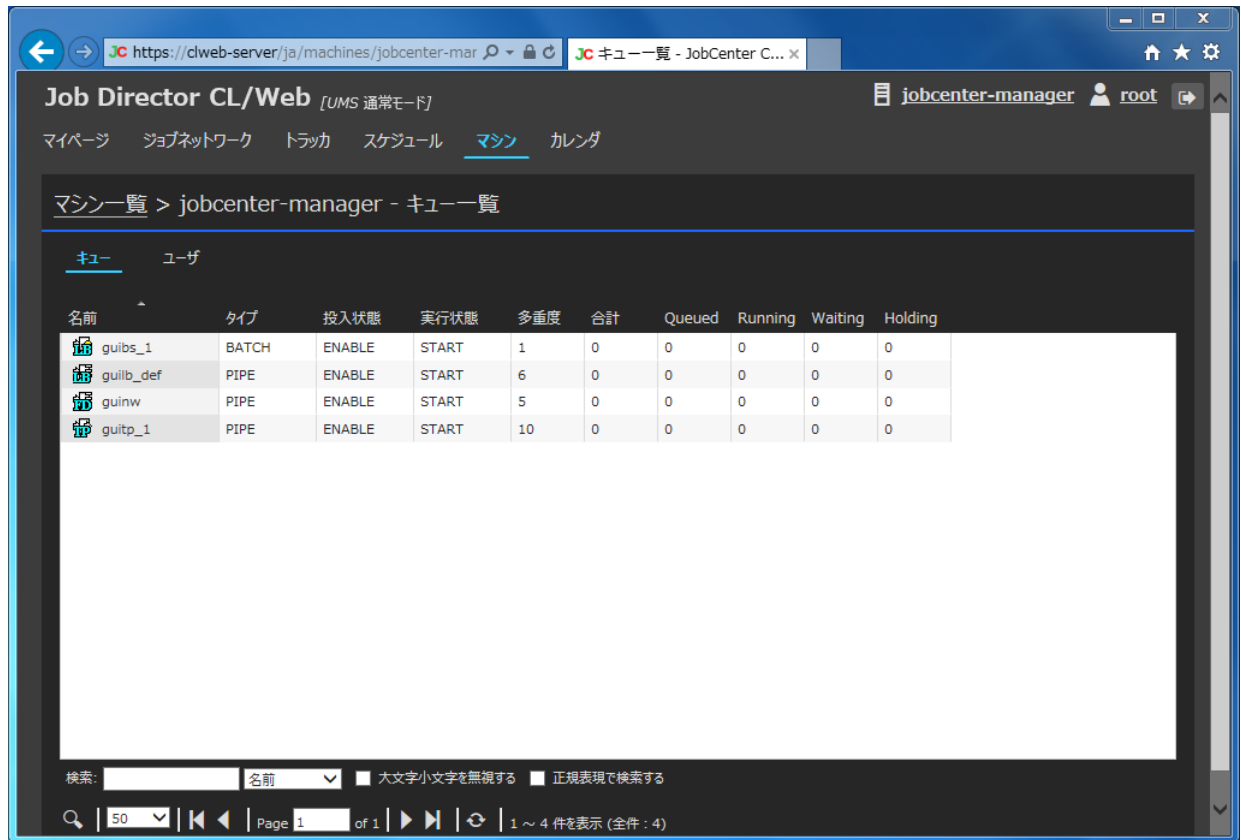 https://clweb-server/ja/machines/jobcenter-mar
JC キュー一覧 - JobCenter C... ×
Job Director CL/Web [UMS 通常モード]
jobcenter-manager root
マイページ ジョブネットワーク トラッカ スケジュール マシン カレンダ
マシン一覧 > jobcenter-manager - キュー一覧
キュー ユーザ
名前 タイプ 投入状態 実行状態 多重度 合計 Queued Running Waiting Holding
guibs_1 BATCH ENABLE START 1 0 0 0 0 0
guilb_def PIPE ENABLE START 6 0 0 0 0 0
guinw PIPE ENABLE START 5 0 0 0 0 0
guitp_1 PIPE ENABLE START 10 0 0 0 0 0
検索: 名前 大文字小文字を無視する 正規表現で検索する
50 Page 1 of 1 1 ~ 4 件を表示 (全件 : 4)